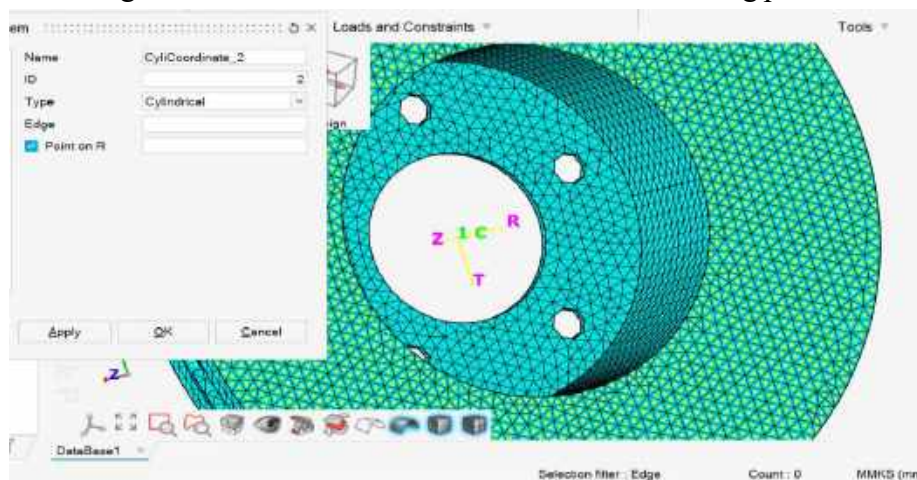 em
Loads and Constraints
Tools
Name CyliCoordinate_2
ID 2
Type Cylindrical
Edge
Point on R
ign
Z 1 C R
T
Apply OK Cancel
Z
DataBase1
Selection filter : Edge Count : 0 MMKS (mm